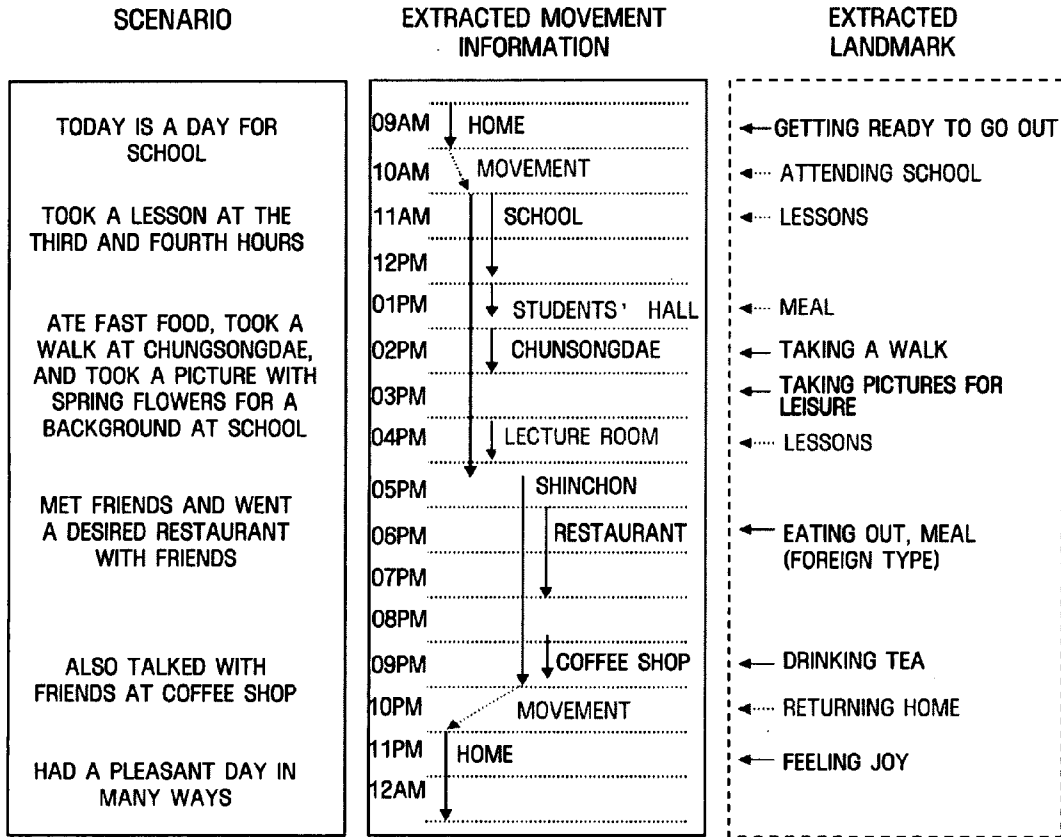 SCENARIO
EXTRACTED MOVEMENT
INFORMATION
EXTRACTED
LANDMARK
TODAY IS A DAY FOR
SCHOOL
TOOK A LESSON AT THE
THIRD AND FOURTH HOURS
ATE FAST FOOD, TOOK A
WALK AT CHUNGSONGDAE,
AND TOOK A PICTURE WITH
SPRING FLOWERS FOR A
BACKGROUND AT SCHOOL
MET FRIENDS AND WENT
A DESIRED RESTAURANT
WITH FRIENDS
ALSO TALKED WITH
FRIENDS AT COFFEE SHOP
HAD A PLEASANT DAY IN
MANY WAYS
09AM HOME
10AM MOVEMENT
11AM SCHOOL
12PM
01PM STUDENTS' HALL
02PM CHUNSONGDAE
03PM
04PM LECTURE ROOM
05PM SHINCHON
06PM RESTAURANT
07PM
08PM
09PM COFFEE SHOP
10PM MOVEMENT
11PM HOME
12AM
GETTING READY TO GO OUT
ATTENDING SCHOOL
LESSONS
MEAL
TAKING A WALK
TAKING PICTURES FOR
LEISURE
LESSONS
EATING OUT, MEAL
(FOREIGN TYPE)
DRINKING TEA
RETURNING HOME
FEELING JOY